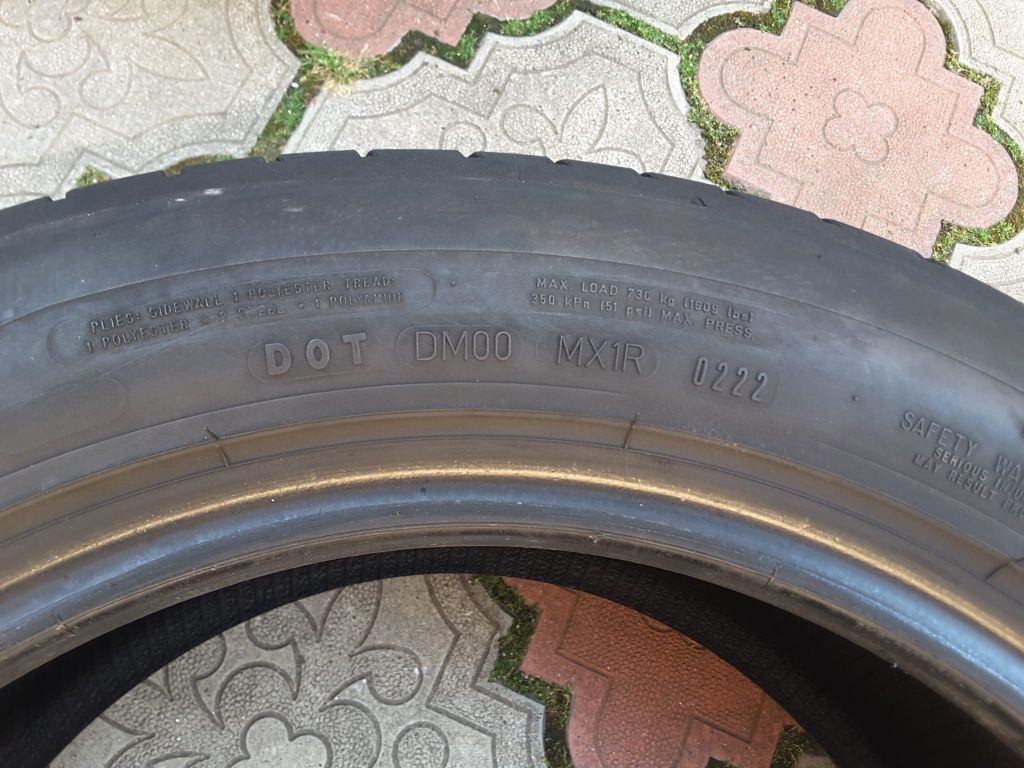 PLIES: SIDEWALL 1 POLYESTER TREAD:
1 POLYESTER + 2 STEEL + 1 POLYAMIDE
MAX. LOAD 730 kg (1609 lbs)
350 kPa (51 psi) MAX. PRESS.
DOT DM00 MX1R 0222
SAFETY
SERIOUS
MAY RESULT